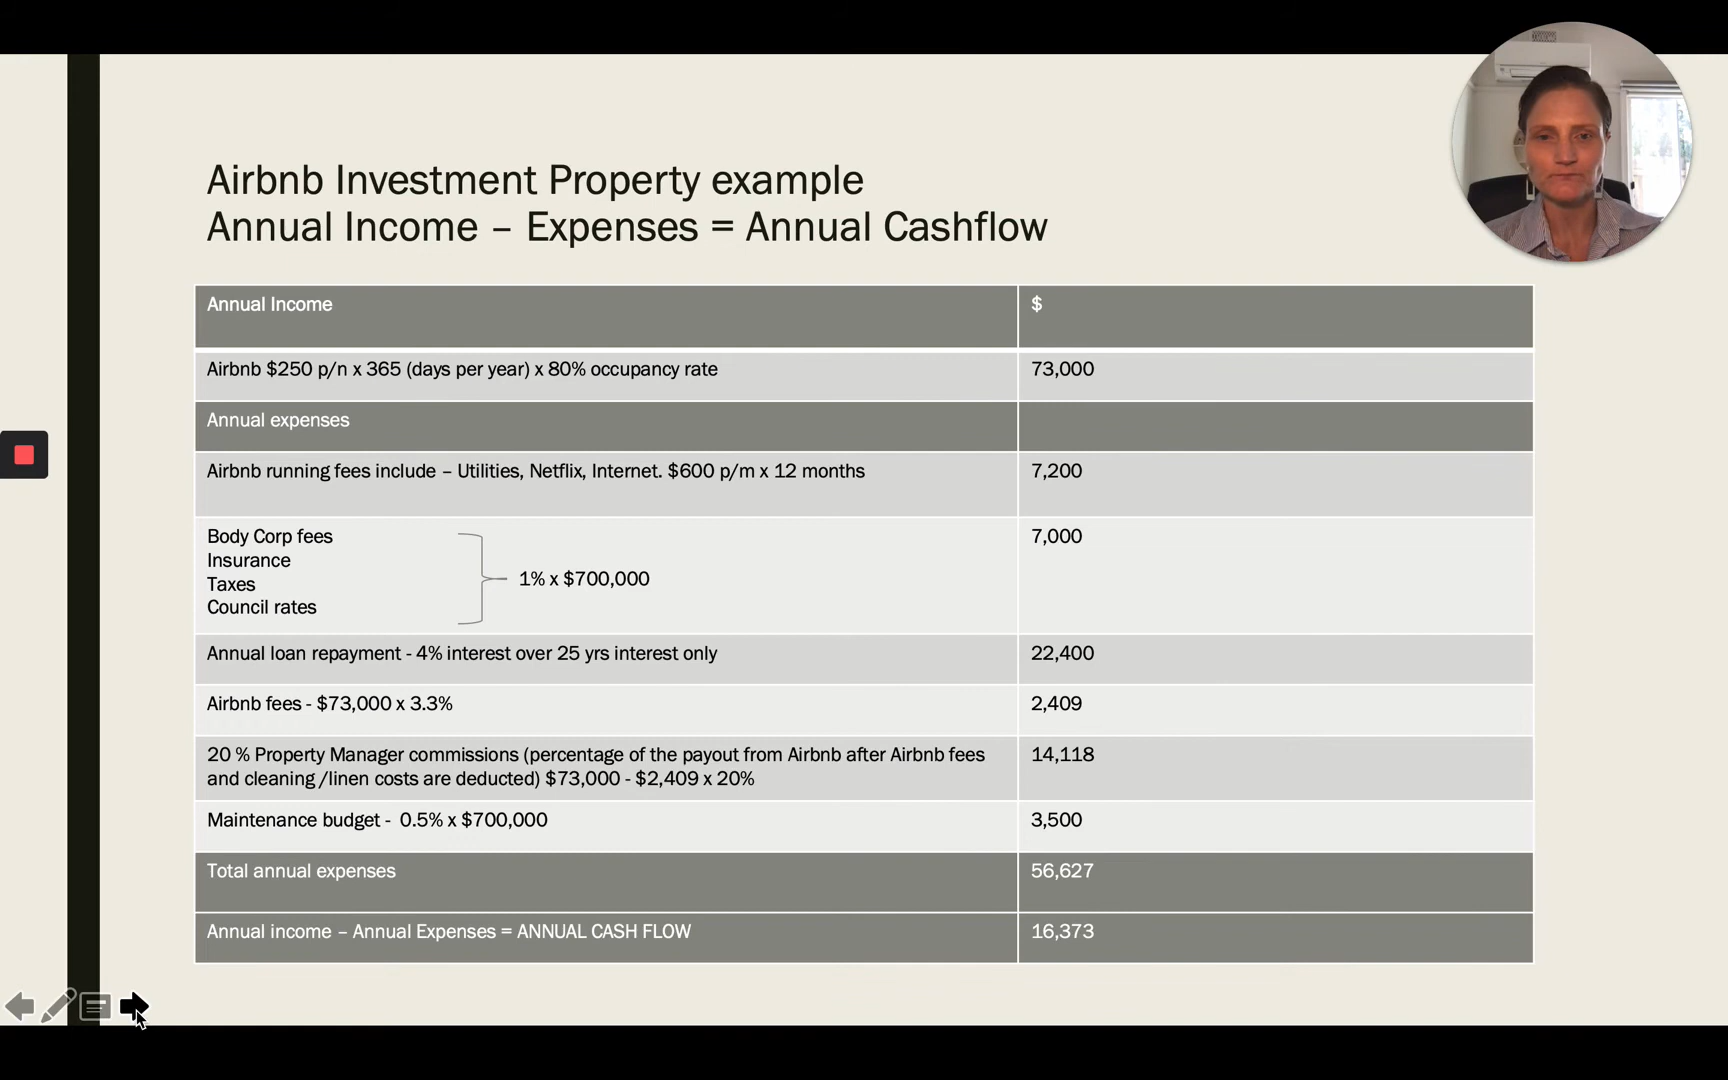 Airbnb Investment Property example
Annual Income – Expenses = Annual Cashflow
Annual Income $
Airbnb $250 p/n x 365 (days per year) x 80% occupancy rate 73,000
Annual expenses
Airbnb running fees include – Utilities, Netflix, Internet. $600 p/m x 12 months 7,200
Body Corp fees 7,000
Insurance
Taxes 1% x $700,000
Council rates
Annual loan repayment - 4% interest over 25 yrs interest only 22,400
Airbnb fees - $73,000 x 3.3% 2,409
20 % Property Manager commissions (percentage of the payout from Airbnb after Airbnb fees 14,118
and cleaning/linen costs are deducted) $73,000 - $2,409 x 20%
Maintenance budget - 0.5% x $700,000 3,500
Total annual expenses 56,627
Annual income – Annual Expenses = ANNUAL CASH FLOW 16,373